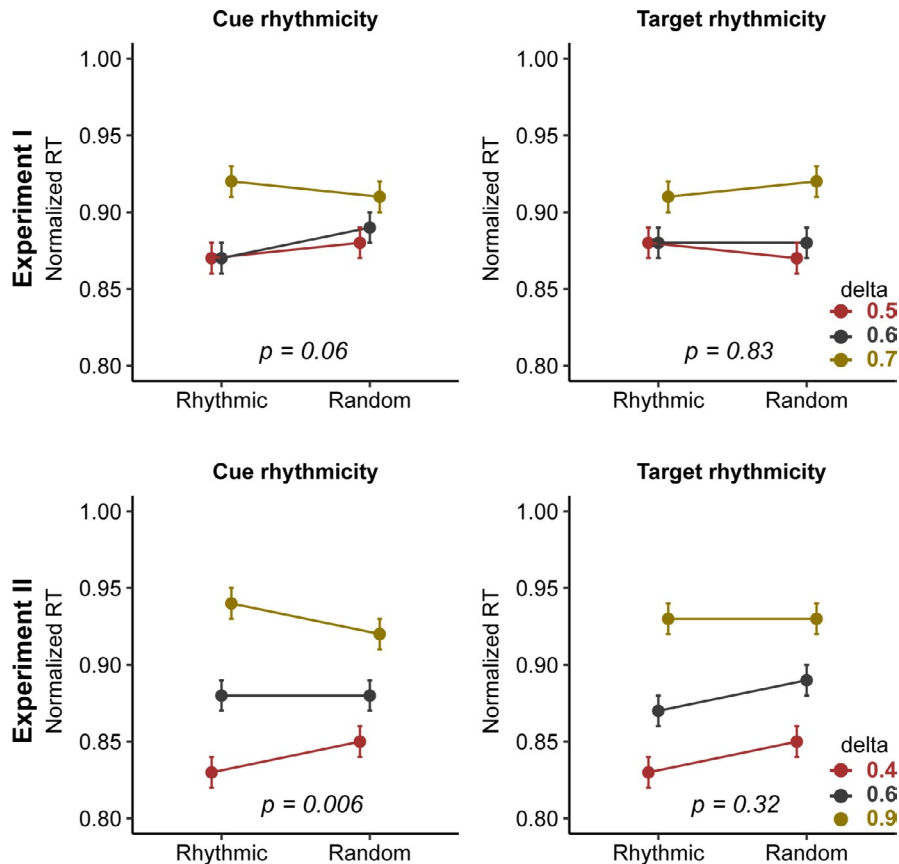 Cue rhythmicity
Target rhythmicity
Experiment I
Normalized RT
1.00
0.95
0.90
0.85
0.80
p = 0.06
Rhythmic Random
Normalized RT
1.00
0.95
0.90
0.85
0.80
p = 0.83
delta
0.5
0.6
0.7
Rhythmic Random
Cue rhythmicity
Target rhythmicity
Experiment II
Normalized RT
1.00
0.95
0.90
0.85
0.80
p = 0.006
Rhythmic Random
Normalized RT
1.00
0.95
0.90
0.85
0.80
p = 0.32
delta
0.4
0.6
0.9
Rhythmic Random